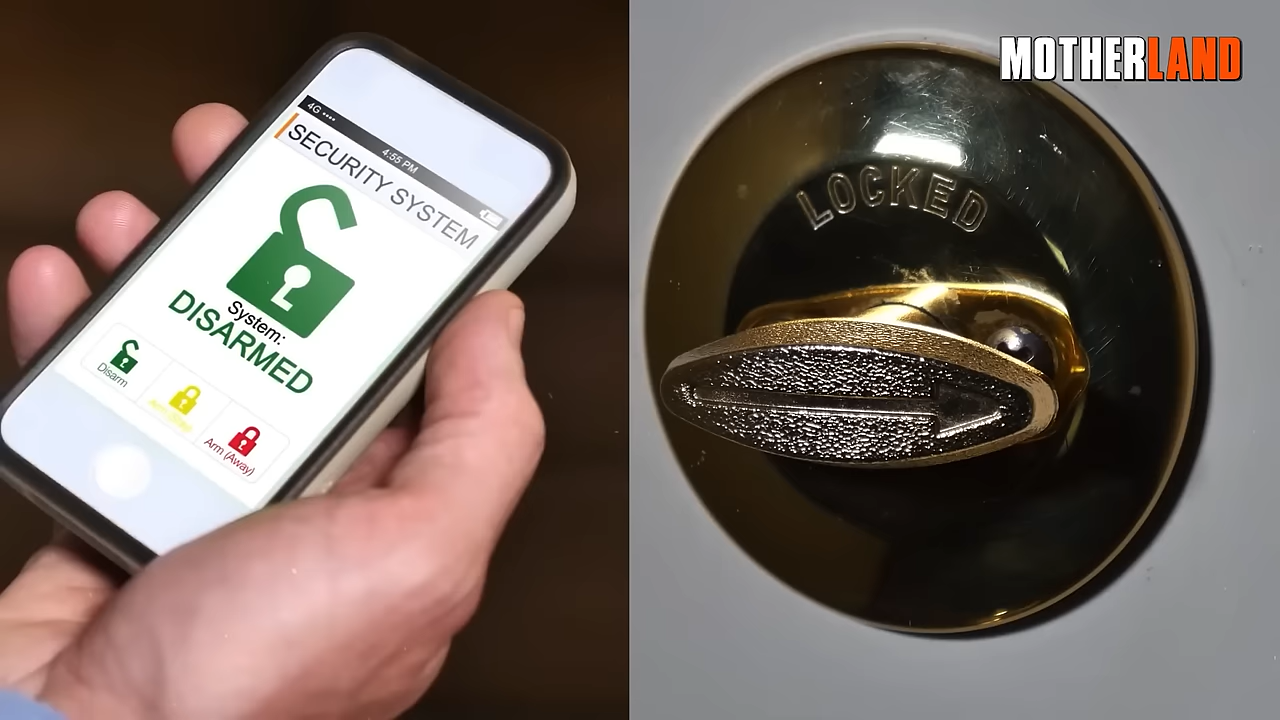 4G
4:55 PM
SECURITY SYSTEM
System:
DISARMED
Disarm
Arm (Away)
LOCKED
MOTHERLAND